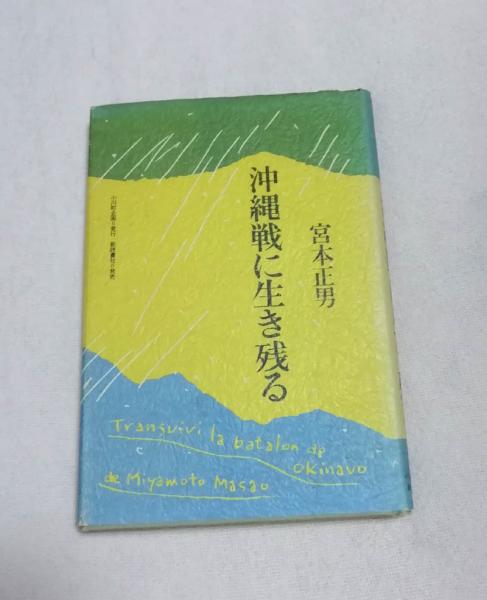 宮本正男
沖縄戦に生き残る
Transvivi la batalon de
Okinavo
de Miyamoto Masao